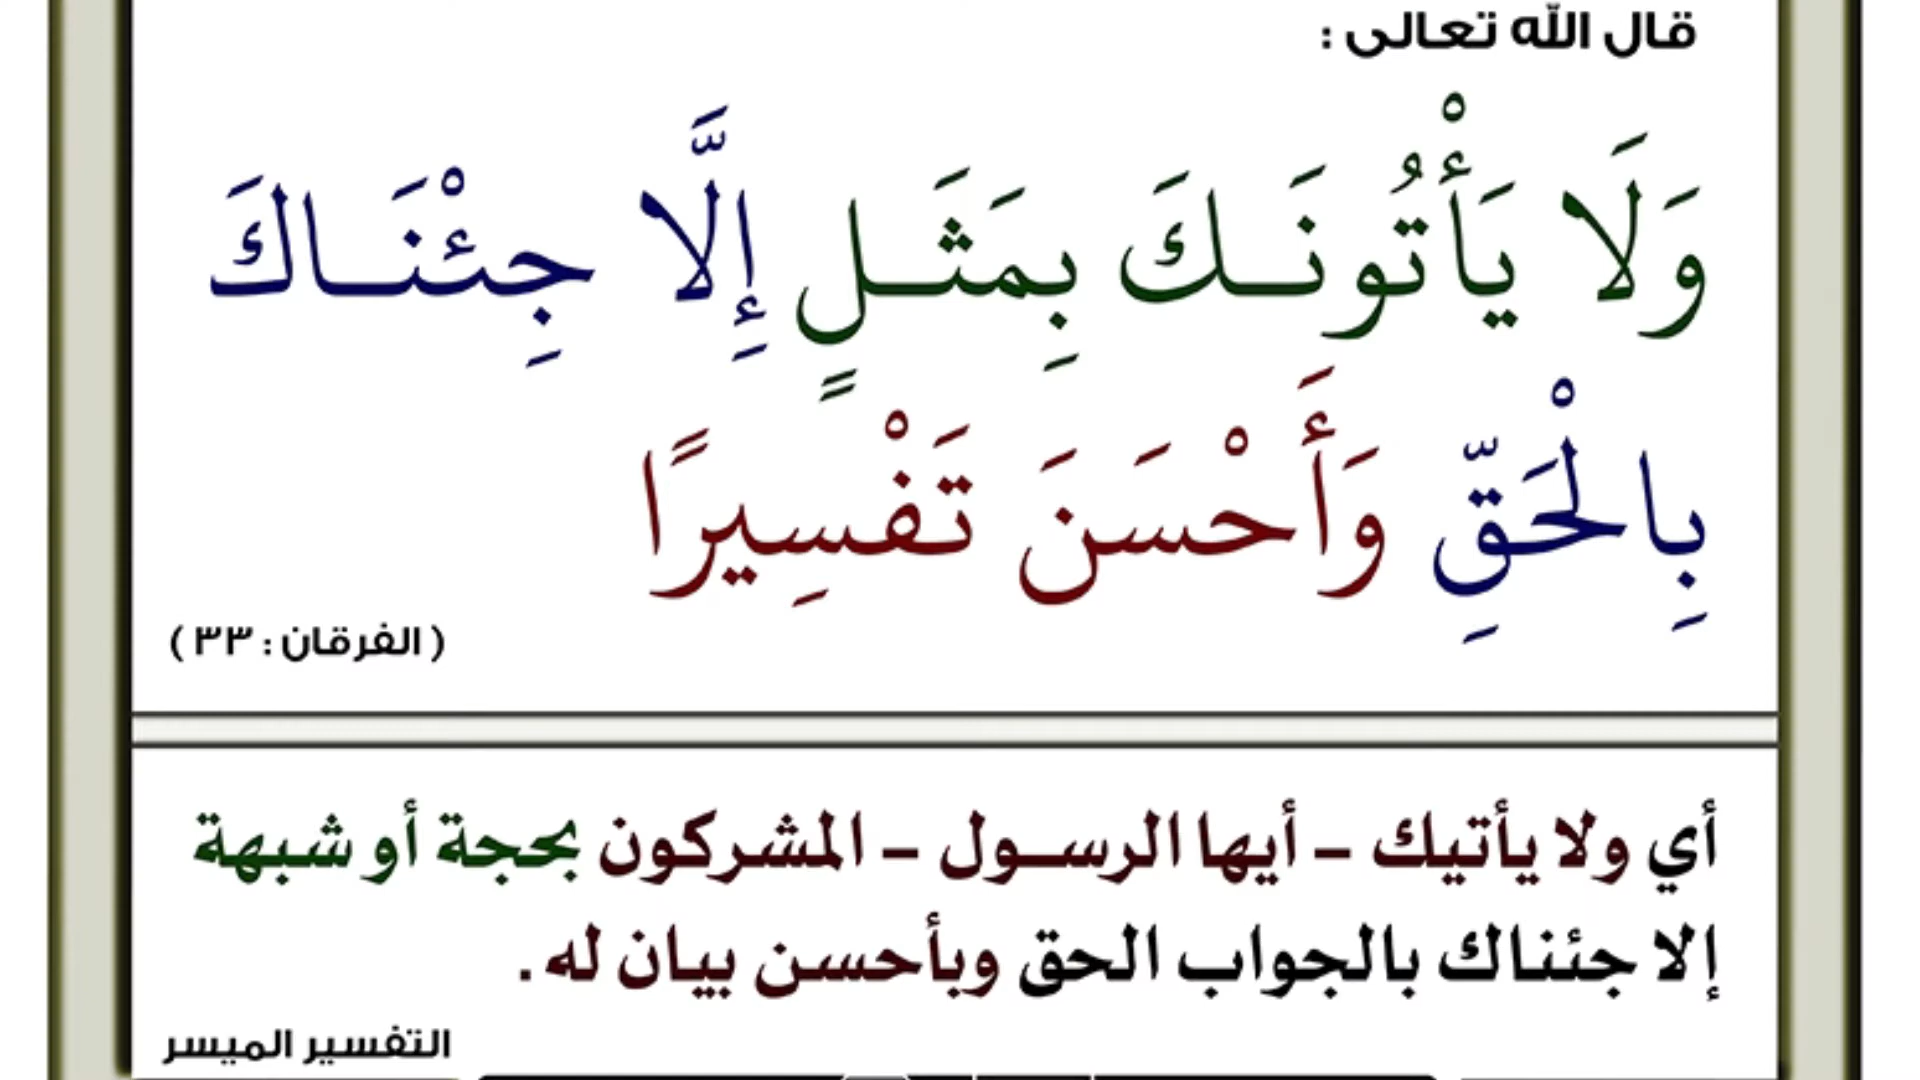 قال الله تعالى :
وَلَا يَأْتُونَكَ بِمَثَلٍ إِلَّا جِئْنَاكَ
بِالْحَقِّ وَأَحْسَنَ تَفْسِيرًا
( الفرقان : ٣٣ )
أي ولا يأتيك – أيها الرسول – المشركون بحجة أو شبهة
إلا جئناك بالجواب الحق وبأحسن بيان له .
التفسير الميسر